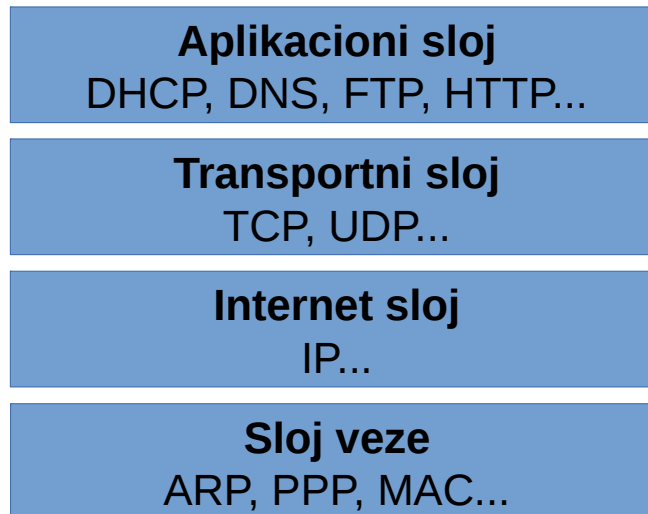 Aplikacioni sloj
DHCP, DNS, FTP, HTTP...
Transportni sloj
TCP, UDP...
Internet sloj
IP...
Sloj veze
ARP, PPP, MAC...